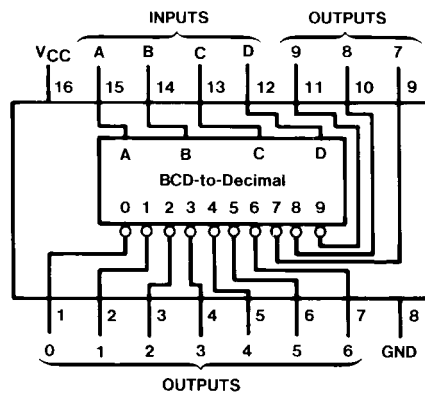 INPUTS OUTPUTS
VCC A B C D 9 8 7
16 15 14 13 12 11 10 9
A B C D
BCD-to-Decimal
0 1 2 3 4 5 6 7 8 9
1 2 3 4 5 6 7 8
0 1 2 3 4 5 6 GND
OUTPUTS